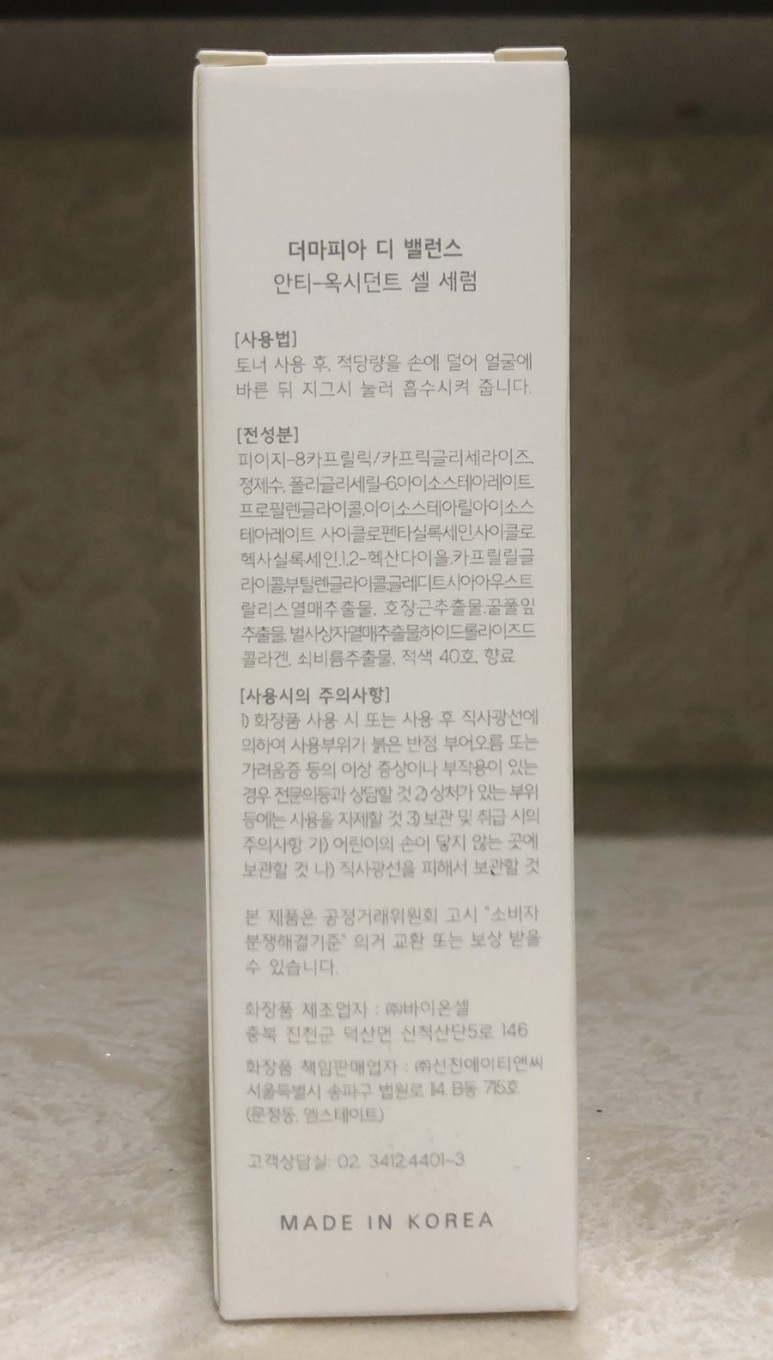 더마피아 디 밸런스
안티-옥시던트 셀 세럼
[사용법]
토너 사용 후, 적당량을 손에 덜어 얼굴에
바른 뒤 지그시 눌러 흡수시켜 줍니다.
[전성분]
피이지-8카프릴릭/카프릭글리세라이즈,
정제수, 폴리글리세릴-6아이소스테아레이트
프로필렌글라이콜,아이소스테아릴아이소스
테아레이트 사이클로펜타실록세인,사이클로
헥사실록세인,1,2-헥산다이올,카프릴릴글
라이콜,부틸렌글라이콜,글레디트시아아우스트
랄리스열매추출물, 호장근추출물,꿀풀잎
추출물, 벌사상자열매추출물,하이드롤라이즈드
콜라겐, 쇠비름추출물, 적색 40호, 향료
[사용시의 주의사항]
1) 화장품 사용 시 또는 사용 후 직사광선에
의하여 사용부위가 붉은 반점, 부어오름 또는
가려움증 등의 이상 증상이나 부작용이 있는
경우 전문의등과 상담할 것 2) 상처가 있는 부위
등에는 사용을 자제할 것 3) 보관 및 취급 시의
주의사항 가) 어린이의 손이 닿지 않는 곳에
보관할 것 나) 직사광선을 피해서 보관할 것
본 제품은 공정거래위원회 고시 "소비자
분쟁해결기준" 의거 교환 또는 보상 받을
수 있습니다.
화장품 제조업자 : ㈜바이온셀
충북 진천군 덕산면 신척산단5로 146
화장품 책임판매업자 : ㈜선진에이티앤씨
서울특별시 송파구 법원로 114, B동 715호
(문정동, 엠스테이트)
고객상담실: 02. 3412.4401~3
MADE IN KOREA